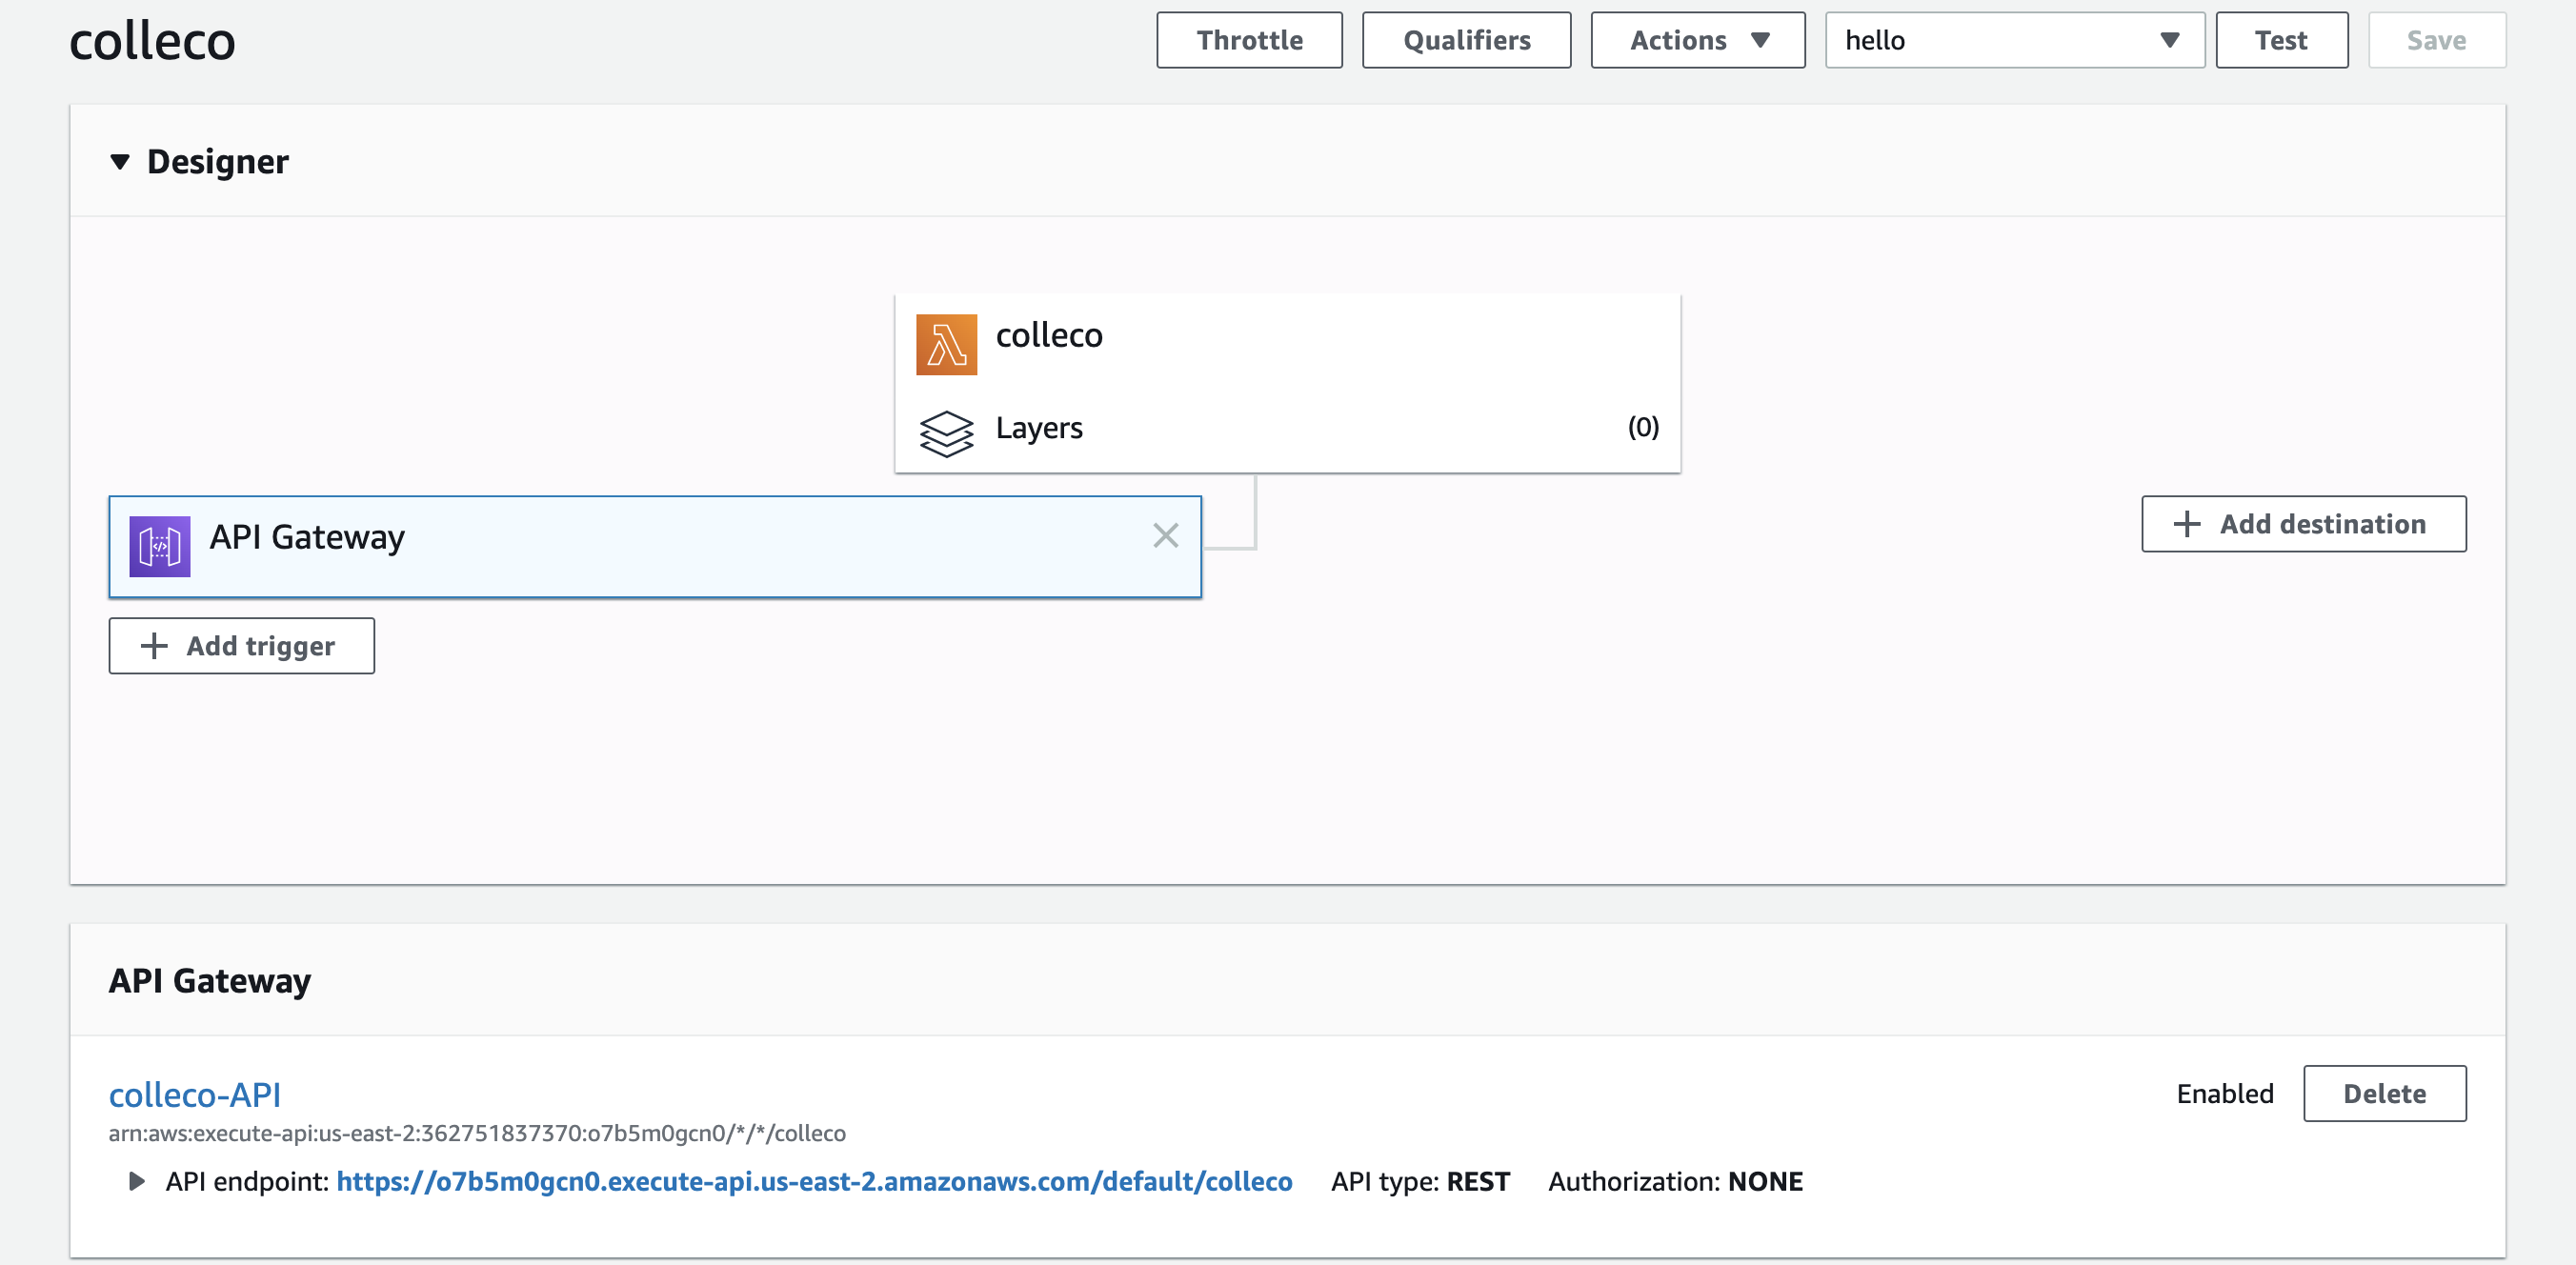 colleco
Throttle
Qualifiers
Actions
hello
Test
Save
Designer
colleco
Layers
(0)
API Gateway
Add destination
Add trigger
API Gateway
colleco-API
Enabled
Delete
arn:aws:execute-api:us-east-2:362751837370:o7b5m0gcn0/*/*/colleco
API endpoint: https://o7b5m0gcn0.execute-api.us-east-2.amazonaws.com/default/colleco API type: REST Authorization: NONE